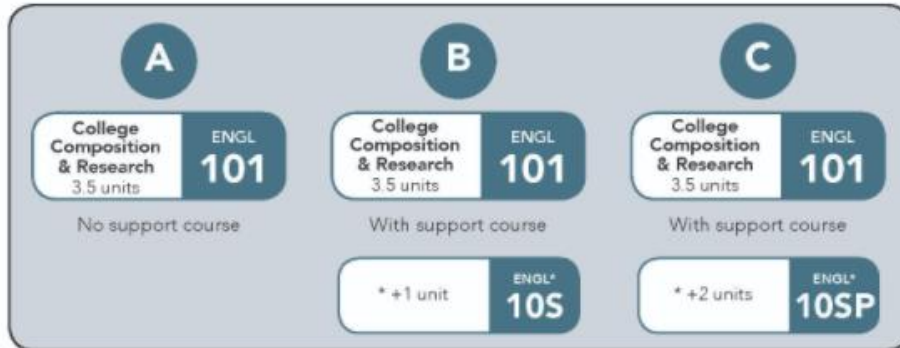 A
College
Composition
& Research
3.5 units
ENGL
101
No support course
B
College
Composition
& Research
3.5 units
ENGL
101
With support course
* +1 unit
ENGL*
10S
C
College
Composition
& Research
3.5 units
ENGL
101
With support course
* +2 units
ENGL*
10SP